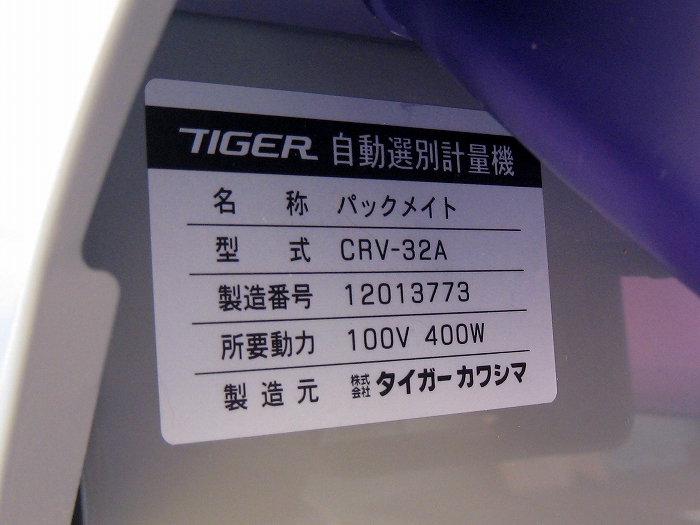 TIGER 自動選別計量機
名称 パックメイト
型式 CRV-32A
製造番号 12013773
所要動力 100V 400W
製造元 株式会社 タイガーカワシマ